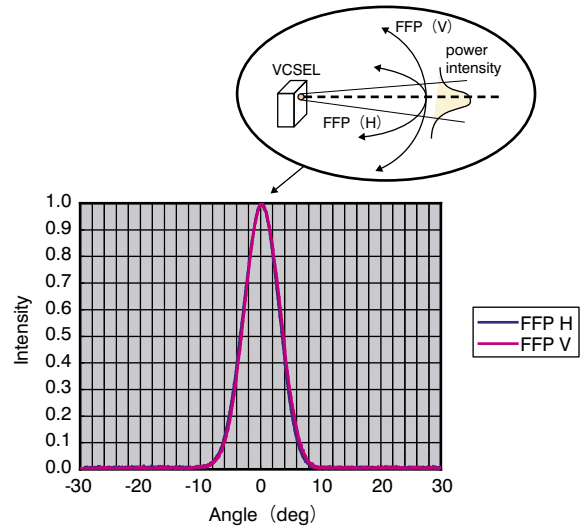 FFP（V）
VCSEL
power
intensity
FFP（H）
1.0
0.9
0.8
0.7
0.6
0.5
0.4
0.3
0.2
0.1
0.0
Intensity
-30
-20
-10
0
10
20
30
Angle（deg）
FFP H
FFP V